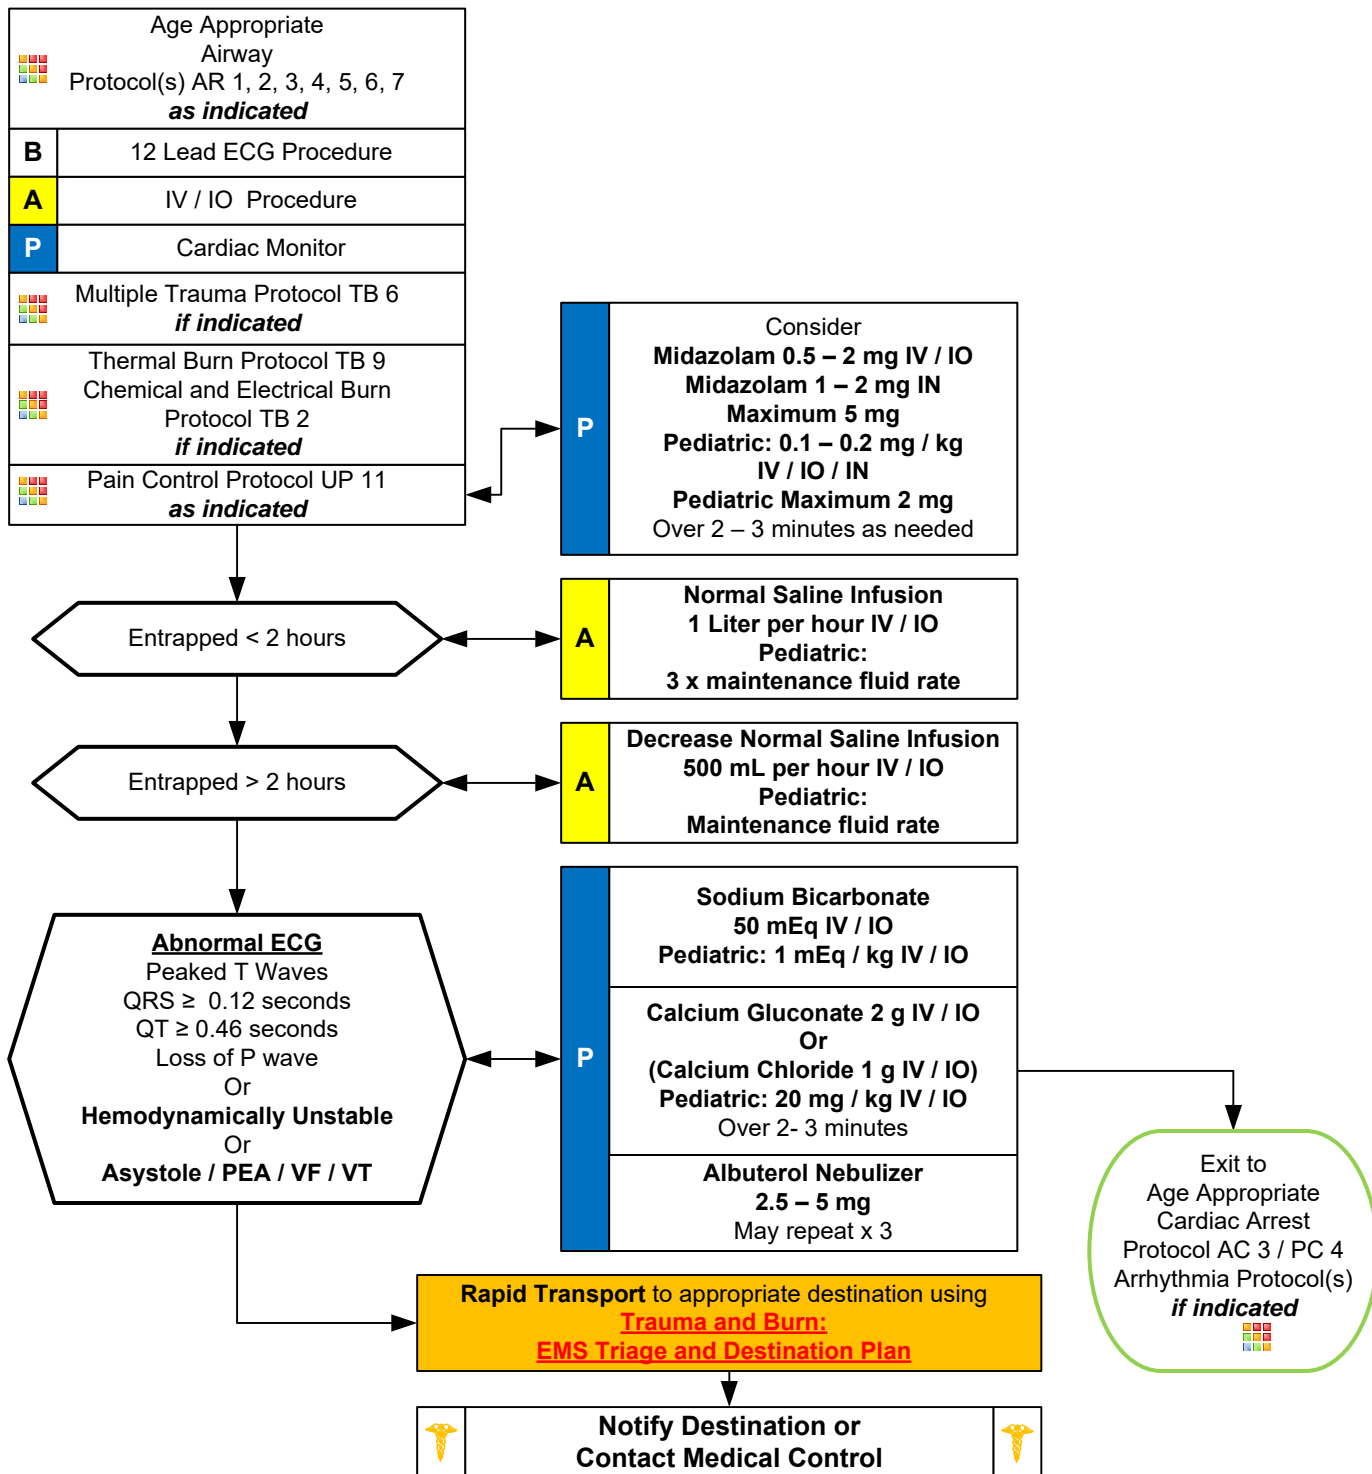 Age Appropriate
Airway
Protocol(s) AR 1, 2, 3, 4, 5, 6, 7
as indicated
B
12 Lead ECG Procedure
A
IV / IO Procedure
P
Cardiac Monitor
Multiple Trauma Protocol TB 6
if indicated
Thermal Burn Protocol TB 9
Chemical and Electrical Burn
Protocol TB 2
if indicated
Pain Control Protocol UP 11
as indicated
P
Consider
Midazolam 0.5 – 2 mg IV / IO
Midazolam 1 – 2 mg IN
Maximum 5 mg
Pediatric: 0.1 – 0.2 mg / kg
IV / IO / IN
Pediatric Maximum 2 mg
Over 2 – 3 minutes as needed
Entrapped < 2 hours
A
Normal Saline Infusion
1 Liter per hour IV / IO
Pediatric:
3 x maintenance fluid rate
Entrapped > 2 hours
A
Decrease Normal Saline Infusion
500 mL per hour IV / IO
Pediatric:
Maintenance fluid rate
Abnormal ECG
Peaked T Waves
QRS ≥ 0.12 seconds
QT ≥ 0.46 seconds
Loss of P wave
Or
Hemodynamically Unstable
Or
Asystole / PEA / VF / VT
P
Sodium Bicarbonate
50 mEq IV / IO
Pediatric: 1 mEq / kg IV / IO
Calcium Gluconate 2 g IV / IO
Or
(Calcium Chloride 1 g IV / IO)
Pediatric: 20 mg / kg IV / IO
Over 2- 3 minutes
Albuterol Nebulizer
2.5 – 5 mg
May repeat x 3
Exit to
Age Appropriate
Cardiac Arrest
Protocol AC 3 / PC 4
Arrhythmia Protocol(s)
if indicated
Rapid Transport to appropriate destination using
Trauma and Burn:
EMS Triage and Destination Plan
Notify Destination or
Contact Medical Control